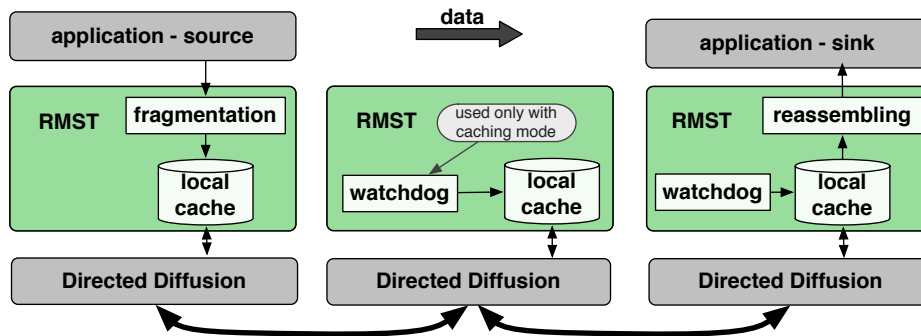 application - source
data
application - sink
RMST
fragmentation
local
cache
RMST
used only with
caching mode
watchdog
local
cache
RMST
reassembling
watchdog
local
cache
Directed Diffusion
Directed Diffusion
Directed Diffusion